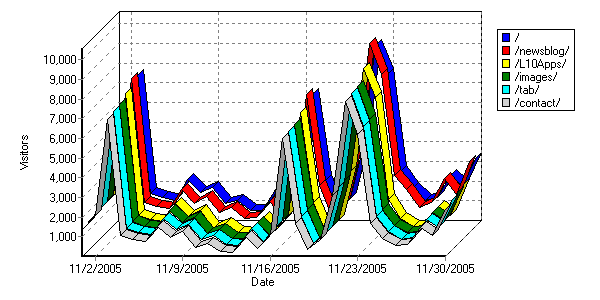 /
/newsblog/
/L10Apps/
/images/
/tab/
/contact/
10,000
9,000
8,000
7,000
6,000
5,000
4,000
3,000
2,000
1,000
Visitors
11/2/2005 11/9/2005 11/16/2005 11/23/2005 11/30/2005
Date